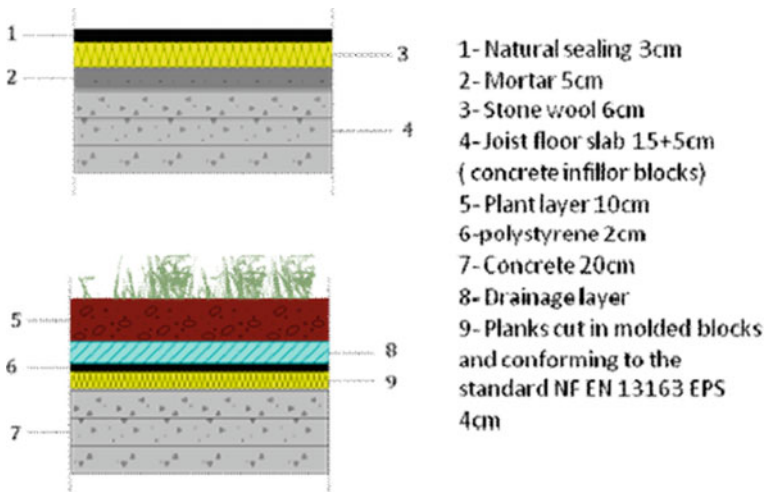 1
2
3
4
5
6
7
8
9
1- Natural sealing 3cm
2- Mortar 5cm
3- Stone wool 6cm
4- Joist floor slab 15+5cm
( concrete infillor blocks)
5- Plant layer 10cm
6-polystyrene 2cm
7- Concrete 20cm
8- Drainage layer
9- Planks cut in molded blocks
and conforming to the
standard NF EN 13163 EPS
4cm